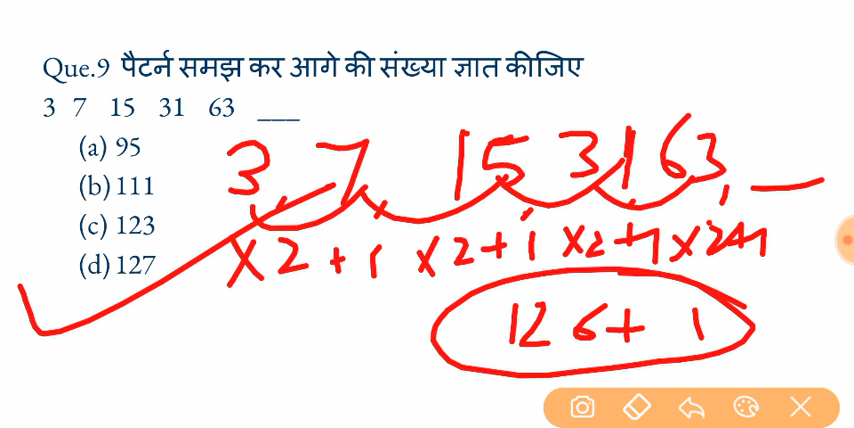 Que.9 पैटर्न समझ कर आगे की संख्या ज्ञात कीजिए
3 7 15 31 63 ___
(a) 95
(b) 111
(c) 123
(d) 127
3 7 15 31 63, __
×2+1 ×2+1 ×2+1 ×2+1
126+ 1